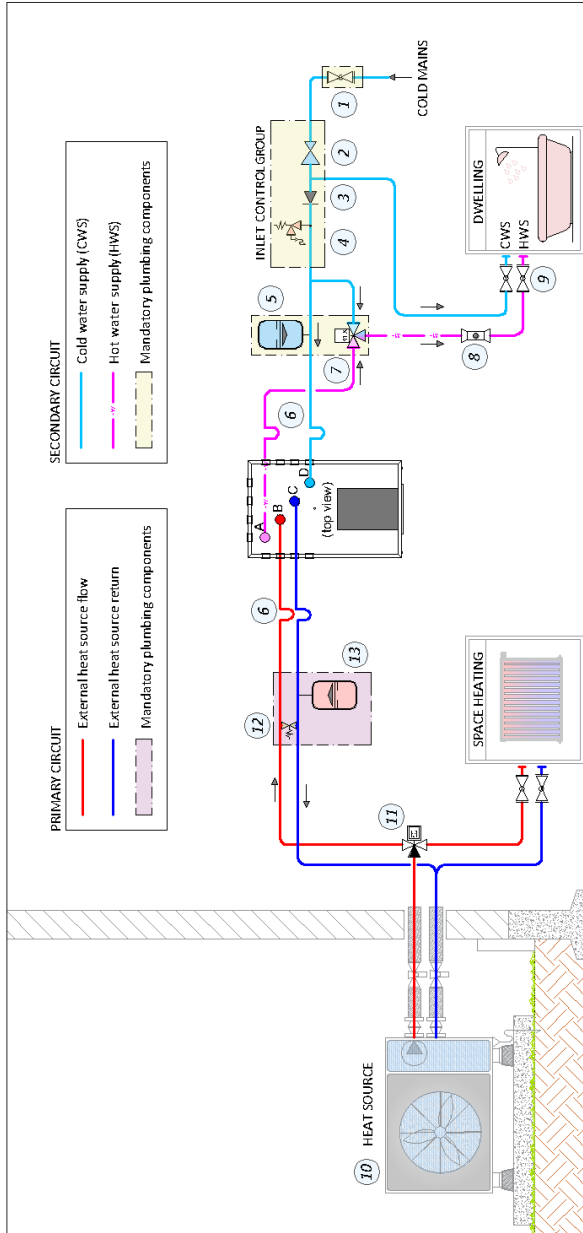 PRIMARY CIRCUIT
External heat source flow
External heat source return
Mandatory plumbing components
SECONDARY CIRCUIT
Cold water supply (CWS)
Hot water supply (HWS)
Mandatory plumbing components
INLET CONTROL GROUP
COLD MAINS
1
2
3
4
5
6
7
8
9
A
B
C
D
(top view)
6
12
13
11
10
HEAT SOURCE
SPACE HEATING
DWELLING
CWS
HWS